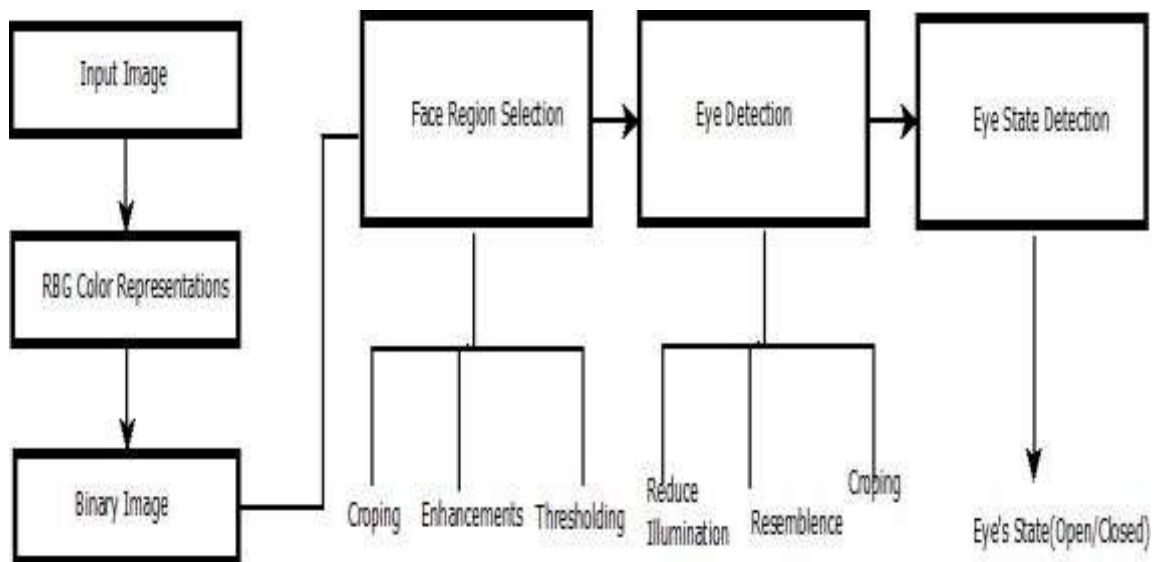 Input Image
RBG Color Representations
Binary Image
Face Region Selection
Eye Detection
Eye State Detection
Croping
Enhancements
Thresholding
Reduce
Illumination
Resemblence
Croping
Eye's State(Open/Closed)